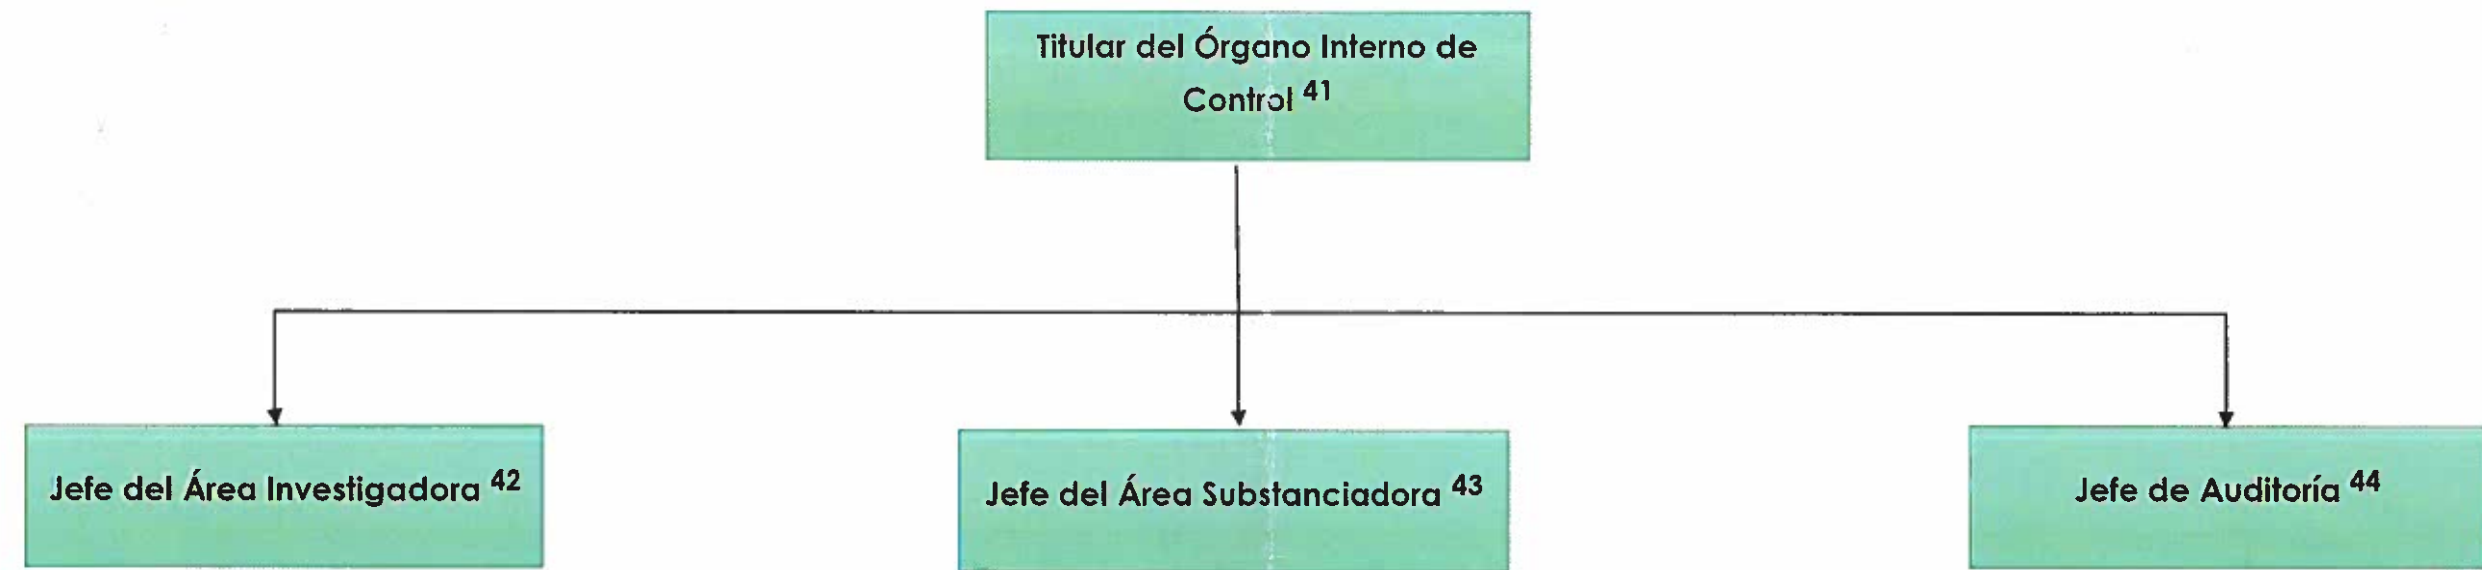 Titular del Órgano Interno de
Control 41
Jefe del Área Investigadora 42
Jefe del Área Substanciadora 43
Jefe de Auditoría 44